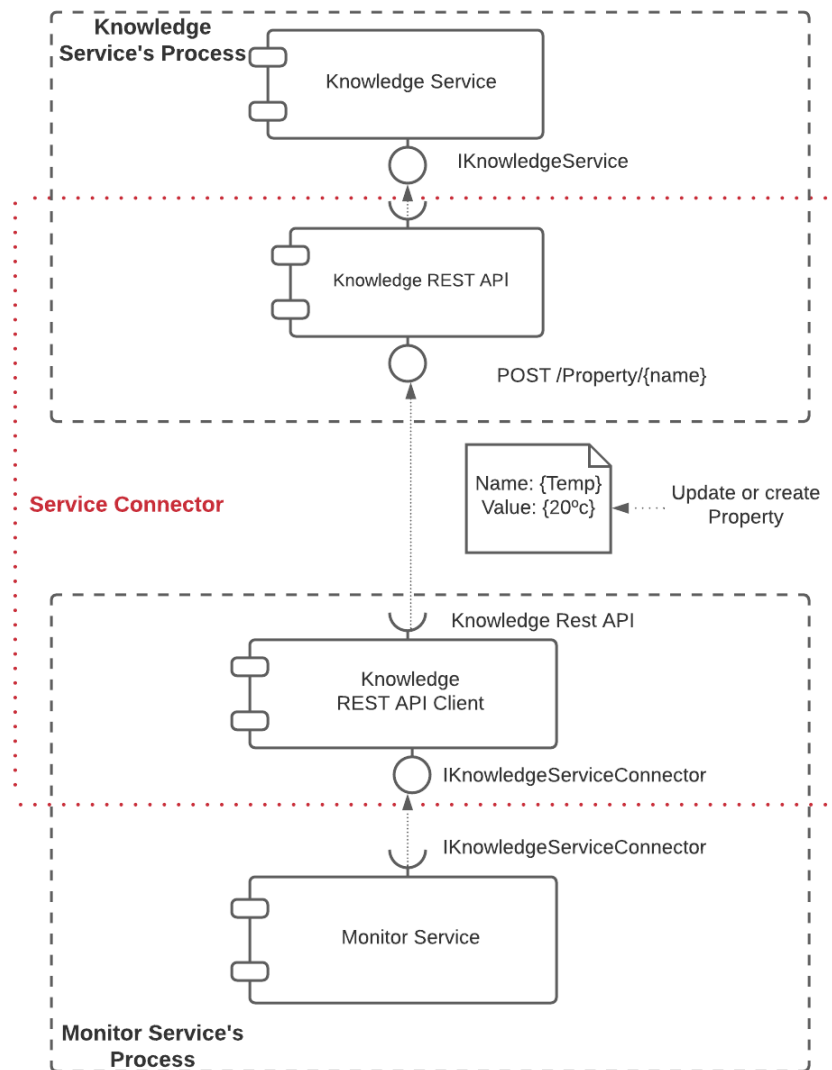 Knowledge
Service's Process
Knowledge Service
IKnowledgeService
Knowledge REST API
POST /Property/{name}
Name: {Temp}
Value: {20ºc}
Update or create
Property
Service Connector
Knowledge Rest API
Knowledge
REST API Client
IKnowledgeServiceConnector
IKnowledgeServiceConnector
Monitor Service
Monitor Service's
Process